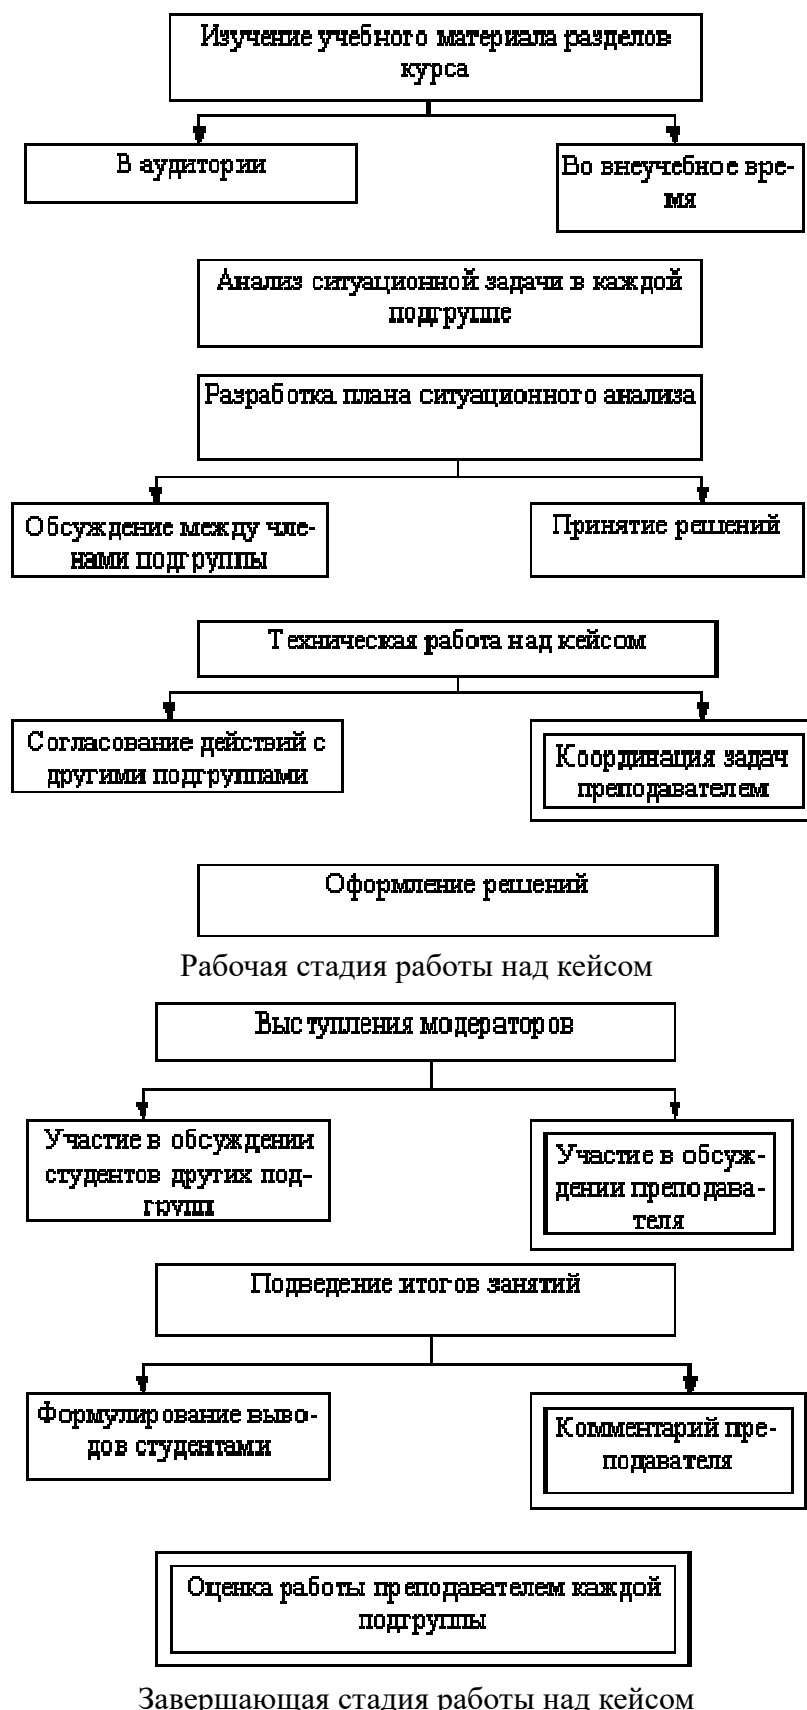 Изучение учебного материала разделов
курса
В аудитории
Во внеучебное вре-
мя
Анализ ситуационной задачи в каждой
подгруппе
Разработка плана ситуационного анализа
Обсуждение между чле-
нами подгруппы
Принятие решений
Техническая работа над кейсом
Согласование действий с
другими подгруппами
Координация задач
преподавателем
Оформление решений
Рабочая стадия работы над кейсом
Выступления модераторов
Участие в обсуждении
студентов других под-
групп
Участие в обсуж-
дении преподава-
теля
Подведение итогов занятий
Формулирование выво-
дов студентами
Комментарий пре-
подавателя
Оценка работы преподавателем каждой
подгруппы
Завершающая стадия работы над кейсом